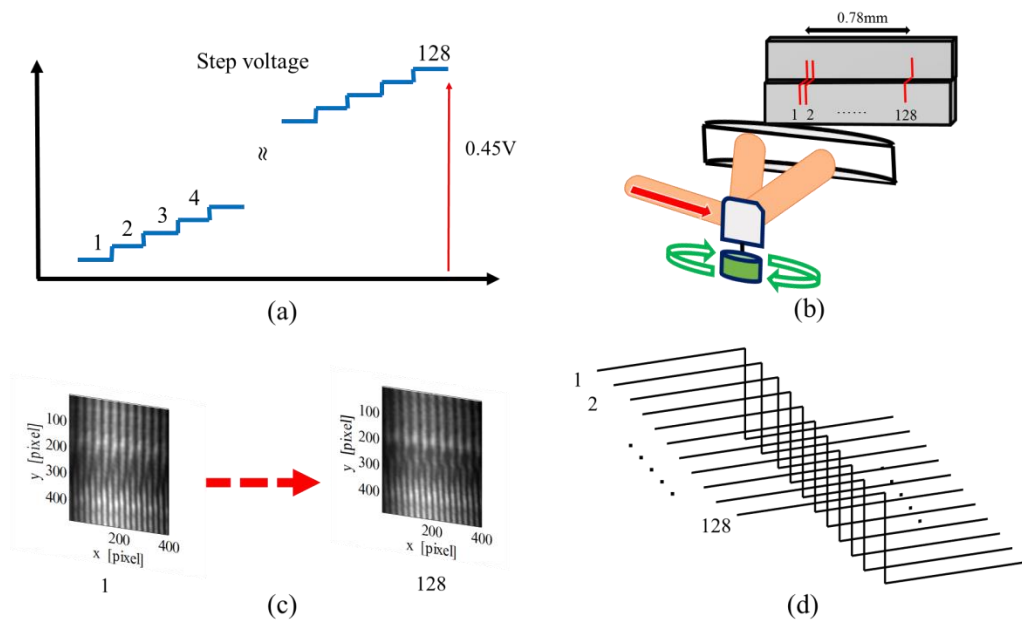 Step voltage
128
0.45V
≈
4
3
2
1
(a)
0.78mm
1 2 ...... 128
(b)
100
200
300
400
y [pixel]
200 400
x [pixel]
1
100
200
300
400
y [pixel]
200 400
x [pixel]
128
(c)
1
2
128
(d)